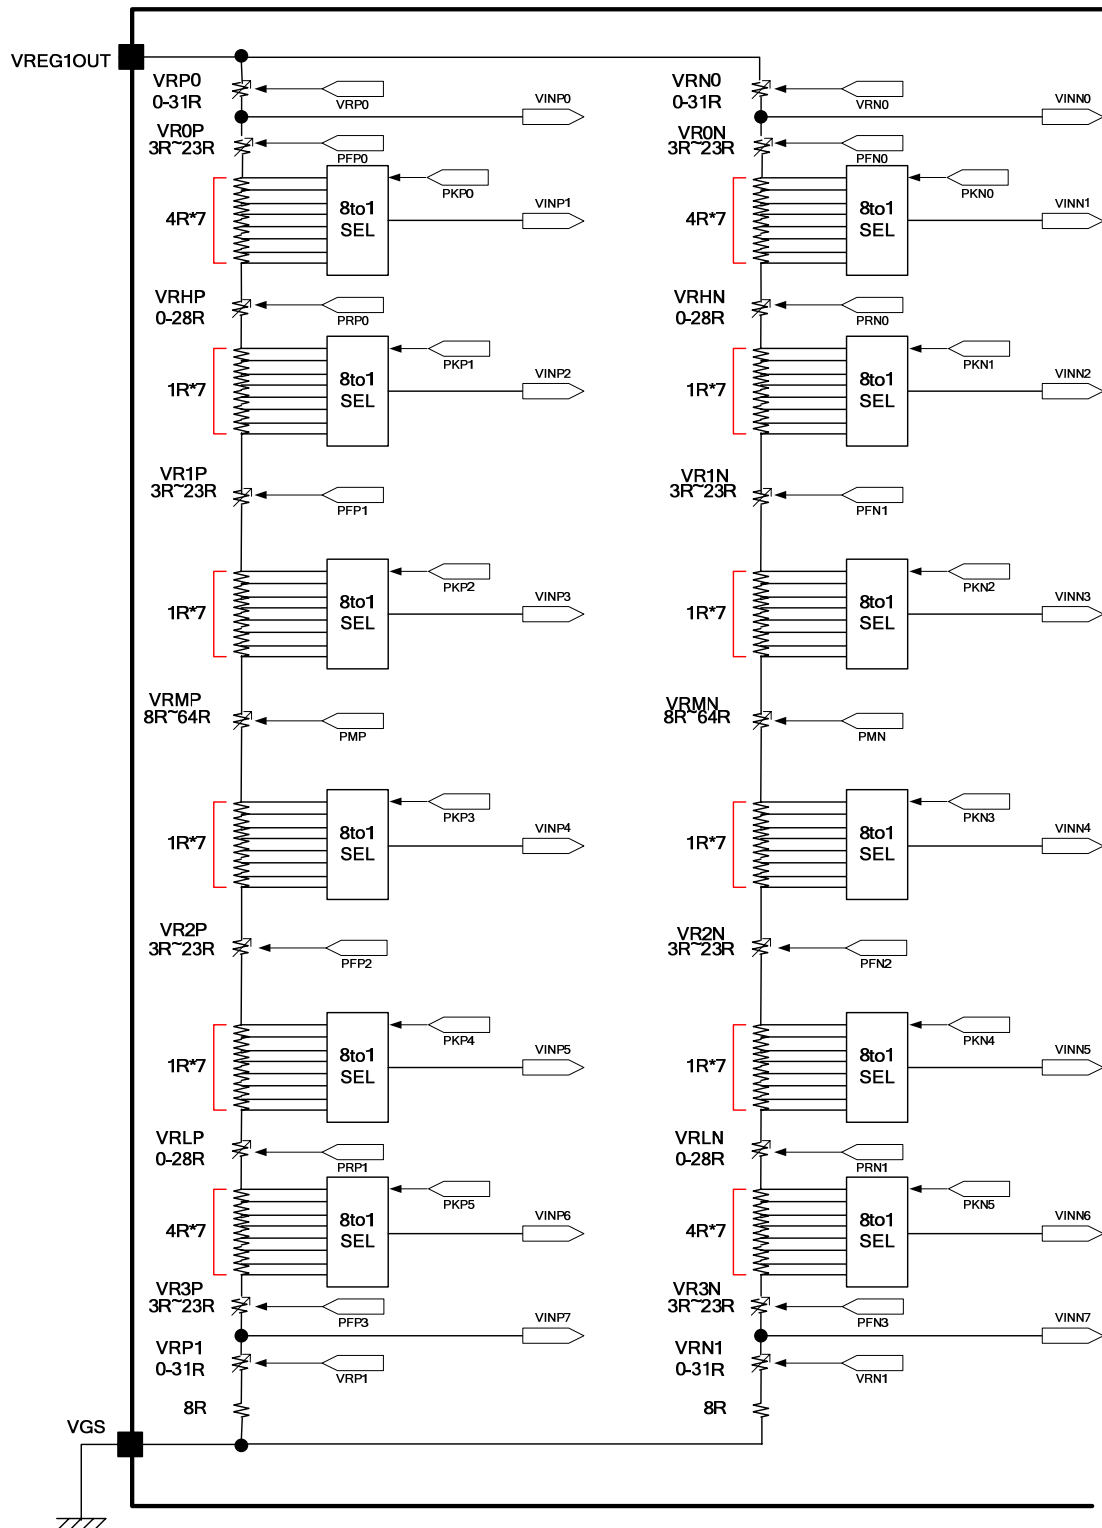 VREG1OUT
VRP0
0-31R
VRP0
VINP0
VR0P
3R~23R
PFP0
4R*7
8to1
SEL
PKP0
VINP1
VRHP
0-28R
PRP0
1R*7
8to1
SEL
PKP1
VINP2
VR1P
3R~23R
PFP1
1R*7
8to1
SEL
PKP2
VINP3
VRMP
8R~64R
PMP
1R*7
8to1
SEL
PKP3
VINP4
VR2P
3R~23R
PFP2
1R*7
8to1
SEL
PKP4
VINP5
VRLP
0-28R
PRP1
4R*7
8to1
SEL
PKP5
VINP6
VR3P
3R~23R
PFP3
VINP7
VRP1
0-31R
VRP1
8R
VGS
VRN0
0-31R
VRN0
VINN0
VR0N
3R~23R
PFN0
4R*7
8to1
SEL
PKN0
VINN1
VRHN
0-28R
PRN0
1R*7
8to1
SEL
PKN1
VINN2
VR1N
3R~23R
PFN1
1R*7
8to1
SEL
PKN2
VINN3
VRMN
8R~64R
PMN
1R*7
8to1
SEL
PKN3
VINN4
VR2N
3R~23R
PFN2
1R*7
8to1
SEL
PKN4
VINN5
VRLN
0-28R
PRN1
4R*7
8to1
SEL
PKN5
VINN6
VR3N
3R~23R
PFN3
VINN7
VRN1
0-31R
VRN1
8R